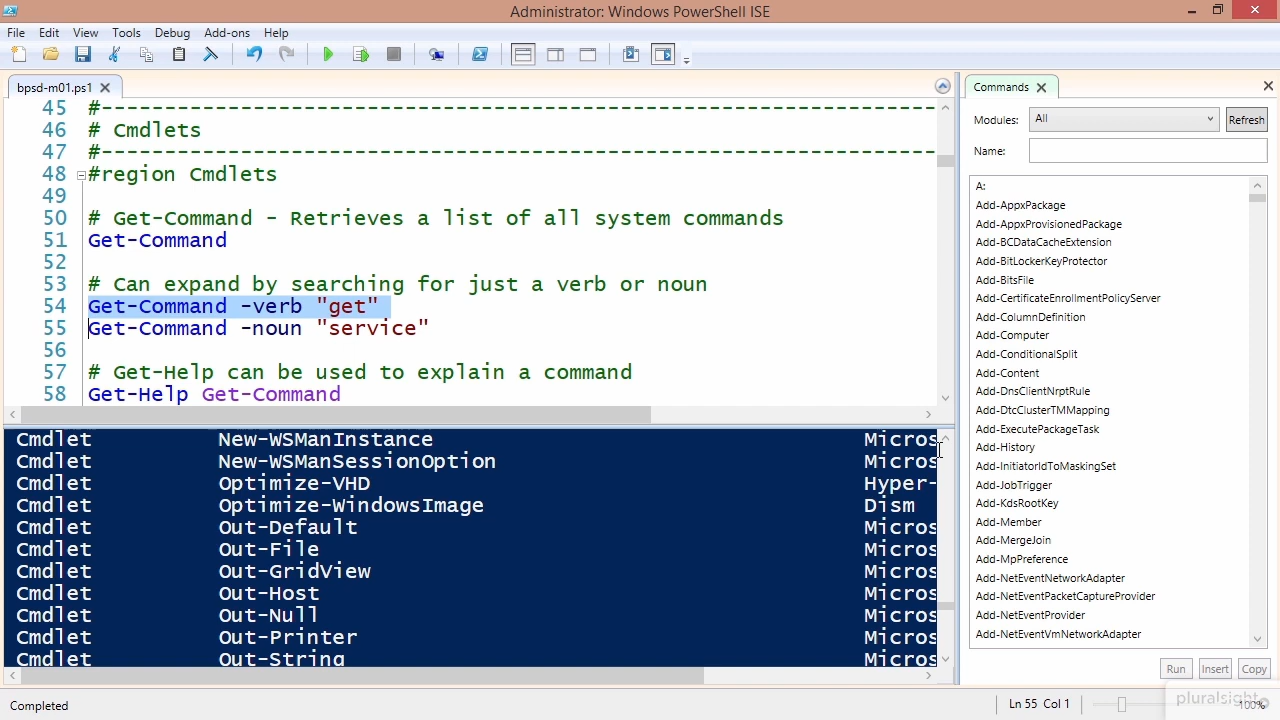 Administrator: Windows PowerShell ISE
File Edit View Tools Debug Add-ons Help
bpsd-m01.ps1
45 #-------------------------------------------------------------------
46 # Cmdlets
47 #-------------------------------------------------------------------
48 #region Cmdlets
49
50 # Get-Command - Retrieves a list of all system commands
51 Get-Command
52
53 # Can expand by searching for just a verb or noun
54 Get-Command -verb "get"
55 Get-Command -noun "service"
56
57 # Get-Help can be used to explain a command
58 Get-Help Get-Command
Cmdlet New-WSManInstance Micros
Cmdlet New-WSManSessionOption Micros
Cmdlet Optimize-VHD Hyper-
Cmdlet Optimize-WindowsImage Dism
Cmdlet Out-Default Micros
Cmdlet Out-File Micros
Cmdlet Out-GridView Micros
Cmdlet Out-Host Micros
Cmdlet Out-Null Micros
Cmdlet Out-Printer Micros
Cmdlet Out-String Micros
Commands
Modules: All Refresh
Name:
A:
Add-AppxPackage
Add-AppxProvisionedPackage
Add-BCDataCacheExtension
Add-BitLockerKeyProtector
Add-BitsFile
Add-CertificateEnrollmentPolicyServer
Add-ColumnDefinition
Add-Computer
Add-ConditionalSplit
Add-Content
Add-DnsClientNrptRule
Add-DtcClusterTMMapping
Add-ExecutePackageTask
Add-History
Add-InitiatorIdToMaskingSet
Add-JobTrigger
Add-KdsRootKey
Add-Member
Add-MergeJoin
Add-MpPreference
Add-NetEventNetworkAdapter
Add-NetEventPacketCaptureProvider
Add-NetEventProvider
Add-NetEventVmNetworkAdapter
Run Insert Copy
Completed
Ln 55 Col 1
100%
pluralsight